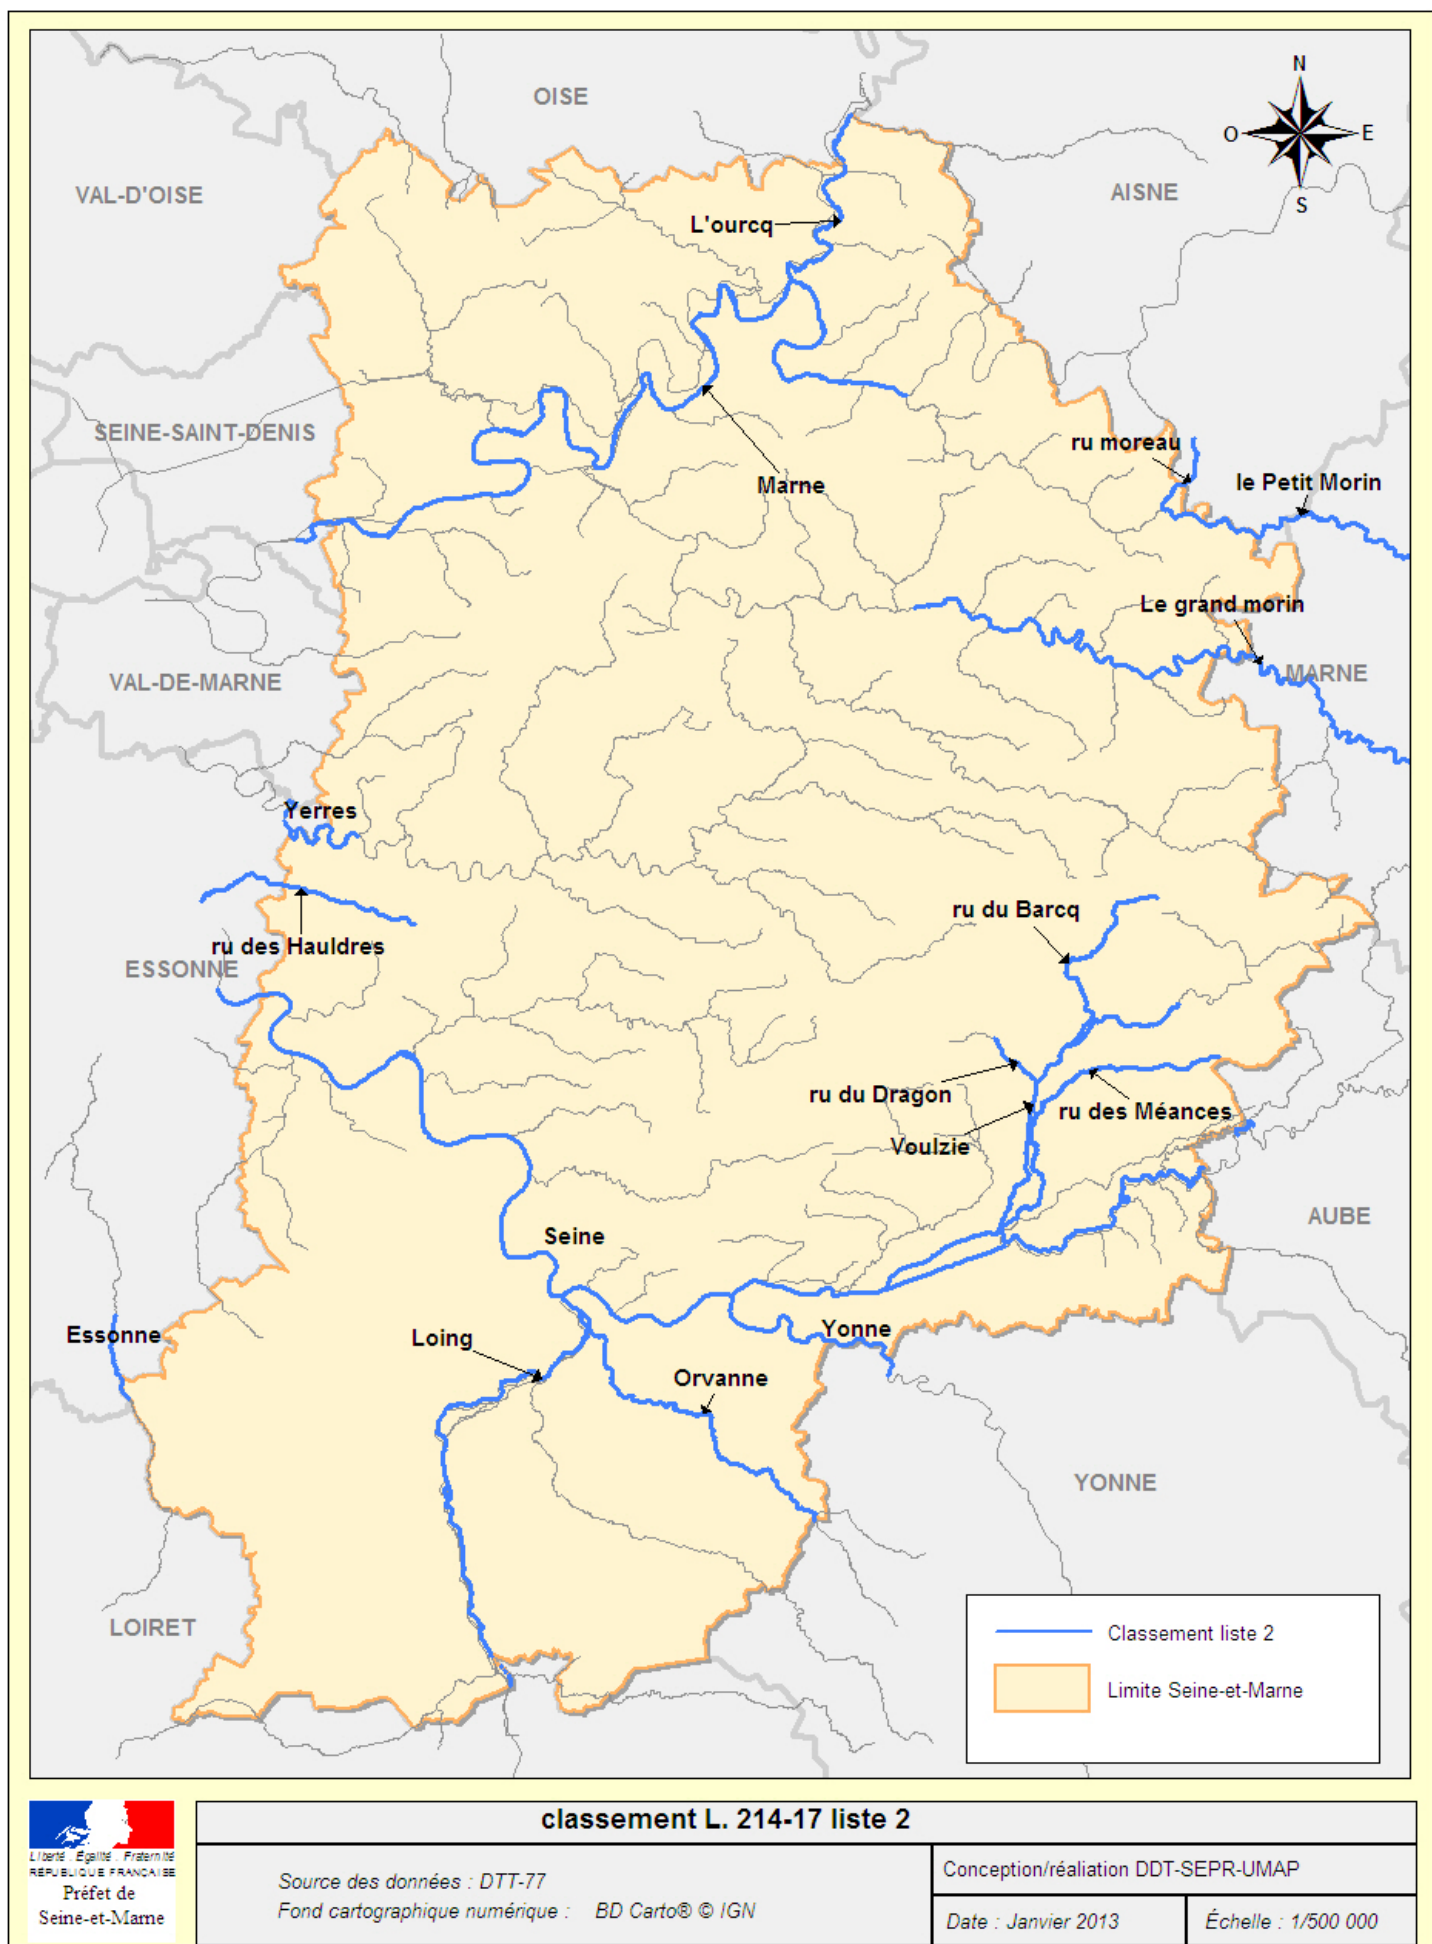 N
O
E
S
OISE
VAL-D'OISE
AISNE
L'ourcq
SEINE-SAINT-DENIS
ru moreau
Marne
le Petit Morin
Le grand morin
VAL-DE-MARNE
MARNE
Yerres
ru du Barcq
ru des Hauldres
ESSONNE
ru du Dragon
ru des Méances
Voulzie
AUBE
Seine
Essonne
Loing
Yonne
Orvanne
YONNE
LOIRET
Classement liste 2
Limite Seine-et-Marne
classement L. 214-17 liste 2
Liberté . Égalité . Fraternité
RÉPUBLIQUE FRANÇAISE
Préfet de
Seine-et-Marne
Source des données : DTT-77
Fond cartographique numérique : BD Carto® © IGN
Conception/réaliation DDT-SEPR-UMAP
Date : Janvier 2013
Échelle : 1/500 000